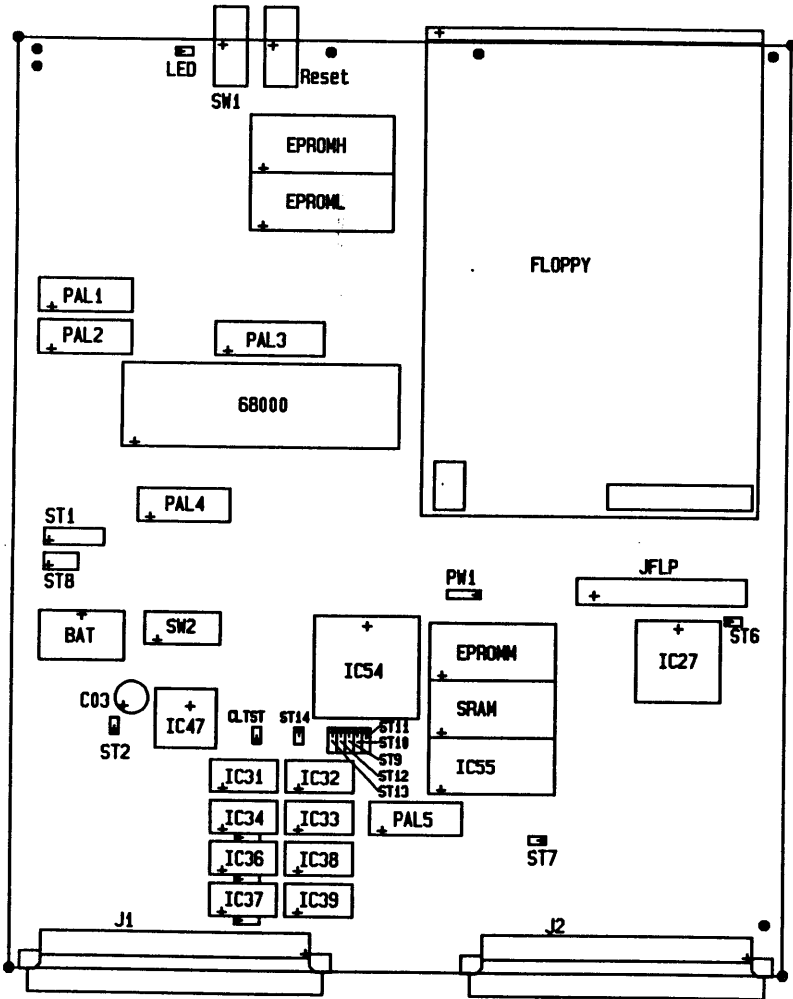 LED
SW1
Reset
EPROMH
EPROML
FLOPPY
PAL1
PAL2
PAL3
68000
PAL4
ST1
ST8
PW1
JFLP
BAT
SW2
IC54
EPROMM
IC27
ST6
C03
IC47
SRAM
ST2
CLTST
ST14
ST11
ST10
ST9
ST12
ST13
IC55
IC31
IC32
IC34
IC33
PAL5
IC36
IC38
ST7
IC37
IC39
J1
J2